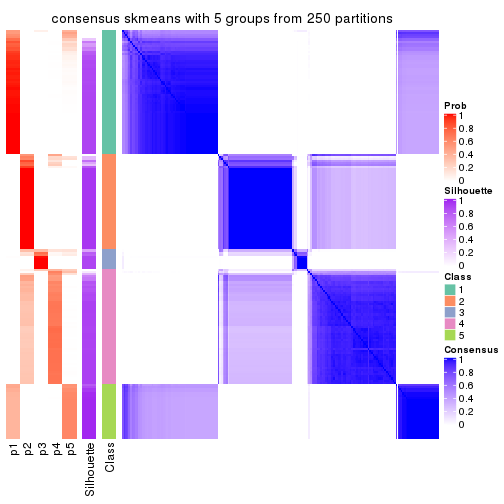 consensus skmeans with 5 groups from 250 partitions
Prob
1
0.8
0.6
0.4
0.2
0
Silhouette
1
0.8
0.6
0.4
0.2
0
Class
1
2
3
4
5
Consensus
1
0.8
0.6
0.4
0.2
0
p1
p2
p3
p4
p5
Silhouette
Class